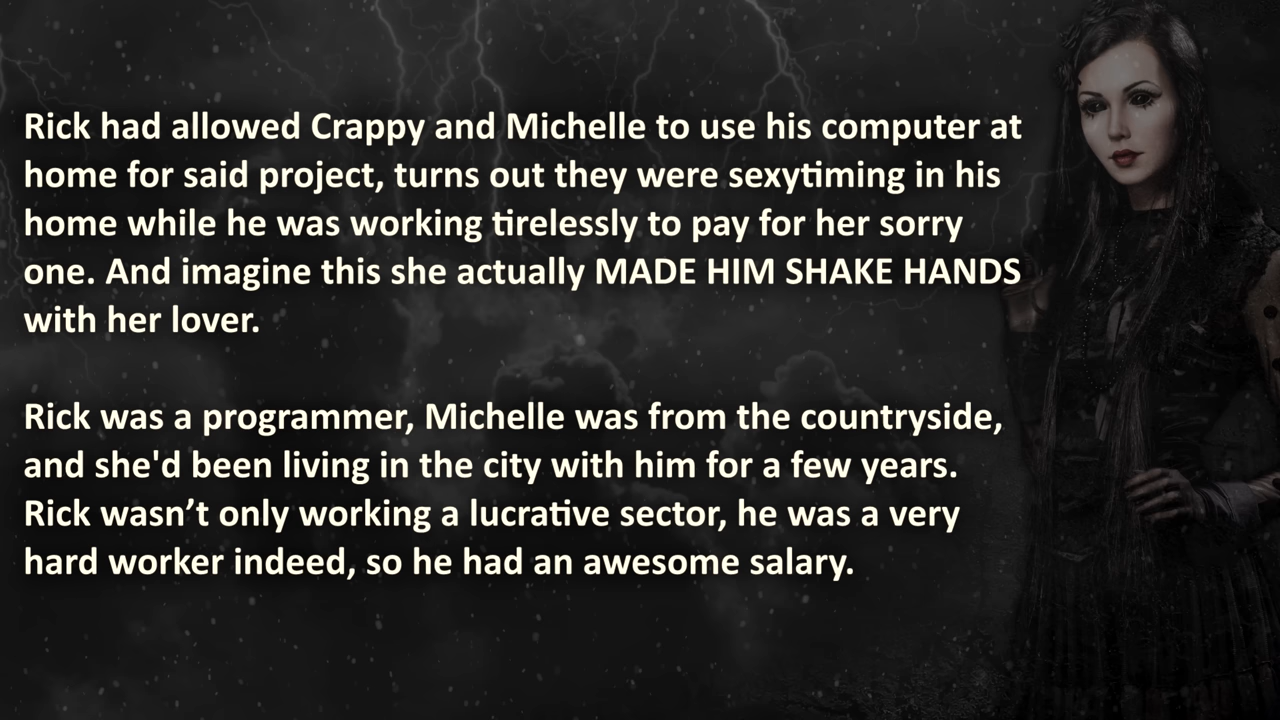 Rick had allowed Crappy and Michelle to use his computer at
home for said project, turns out they were sexytiming in his
home while he was working tirelessly to pay for her sorry
one. And imagine this she actually MADE HIM SHAKE HANDS
with her lover.
Rick was a programmer, Michelle was from the countryside,
and she'd been living in the city with him for a few years.
Rick wasn’t only working a lucrative sector, he was a very
hard worker indeed, so he had an awesome salary.